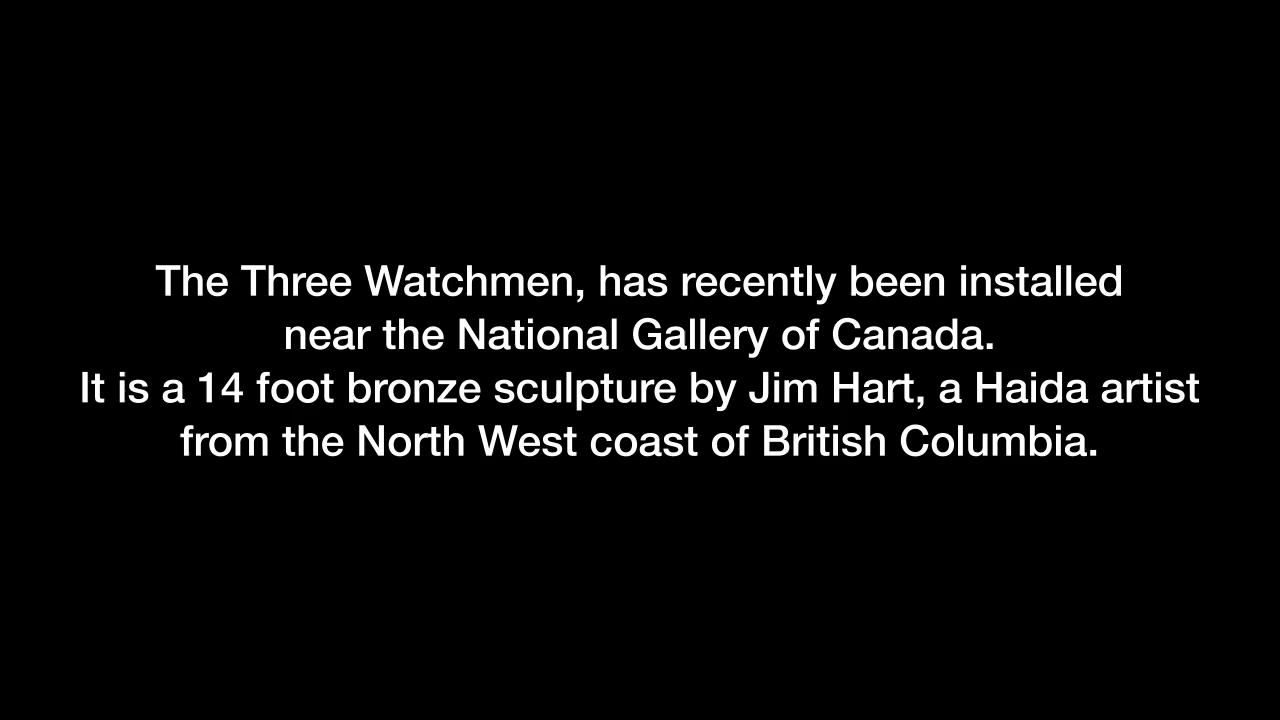 The Three Watchmen, has recently been installed
near the National Gallery of Canada.
It is a 14 foot bronze sculpture by Jim Hart, a Haida artist
from the North West coast of British Columbia.